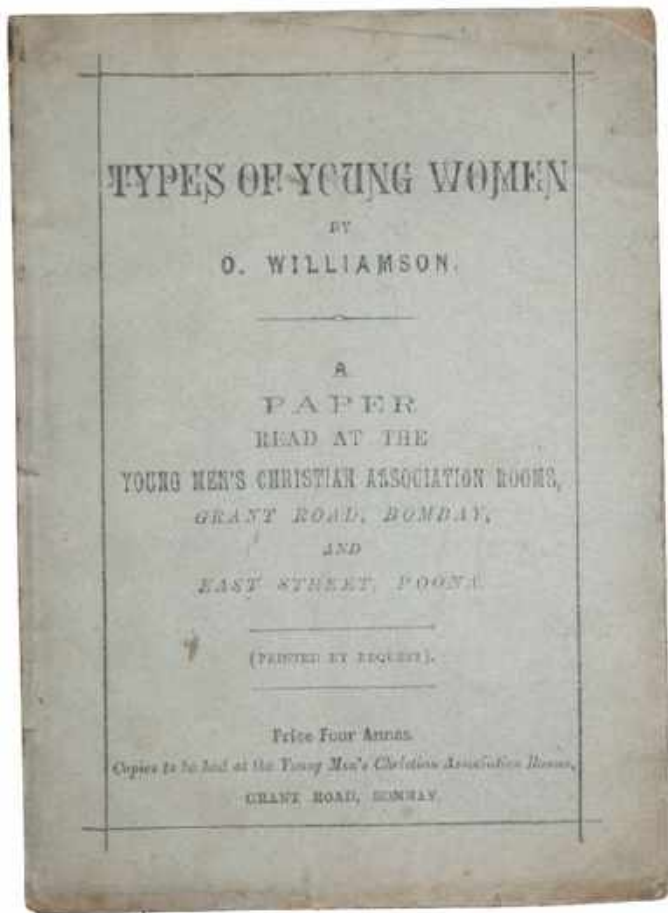 TYPES OF YOUNG WOMEN
BY
O. WILLIAMSON.
A
PAPER
READ AT THE
YOUNG MEN'S CHRISTIAN ASSOCIATION ROOMS,
GRANT ROAD, BOMBAY,
AND
EAST STREET, POONA.
(PRINTED BY REQUEST).
Price Four Annas.
Copies to be had at the Young Men's Christian Association Rooms,
GRANT ROAD, BOMBAY.